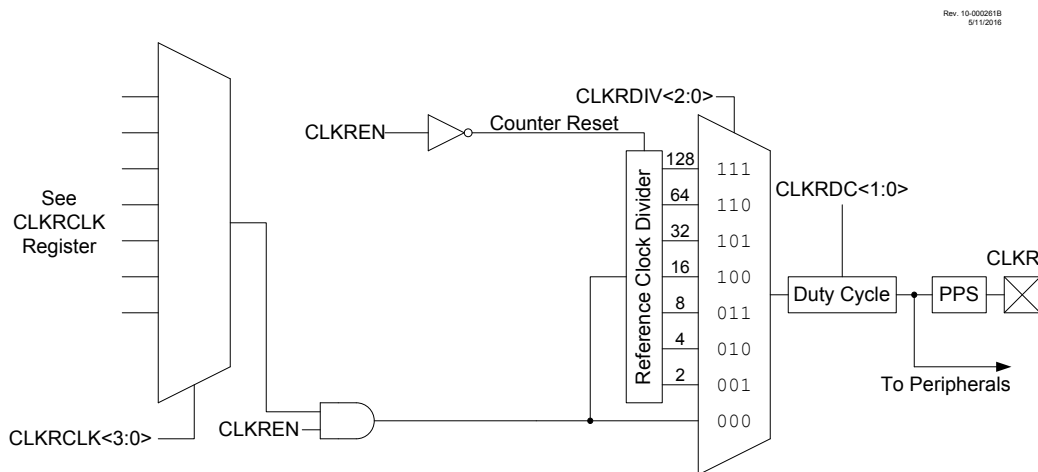 Rev. 10-000261B
5/11/2016
CLKRDIV<2:0>
CLKREN
Counter Reset
See
CLKRCLK
Register
Reference Clock Divider
128
64
32
16
8
4
2
111
110
101
100
011
010
001
000
CLKRDC<1:0>
Duty Cycle
PPS
CLKR
To Peripherals
CLKREN
CLKRCLK<3:0>